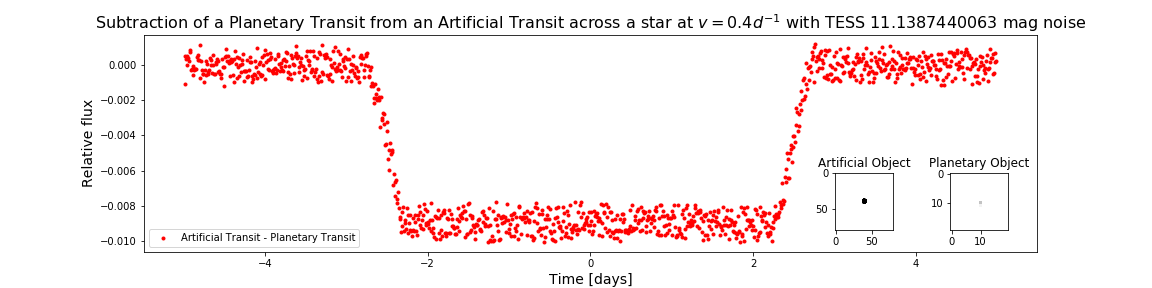 Subtraction of a Planetary Transit from an Artificial Transit across a star at v = 0.4d⁻¹ with TESS 11.1387440063 mag noise
Relative flux
0.000
−0.002
−0.004
−0.006
−0.008
−0.010
Artificial Transit - Planetary Transit
Artificial Object
0
50
0 50
Planetary Object
0
10
0 10
−4 −2 0 2 4
Time [days]